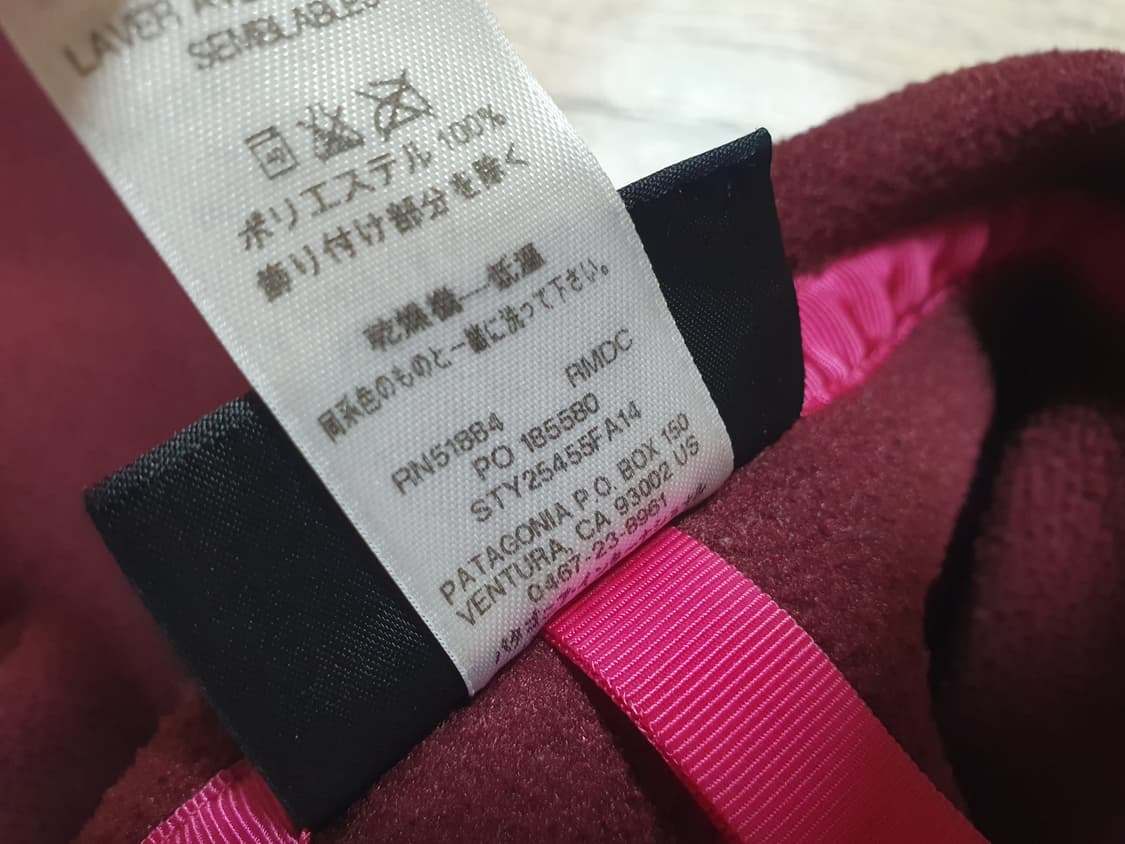 LAVER
SEMBLABLES
ポリエステル 100%
飾り付け部分を除く
乾燥機―低温
同系色のものと一緒に洗って下さい。
RMDC
RN51884
PO 185580
STY25455FA14
PATAGONIA P.O. BOX 150
VENTURA, CA 93002 US
0467-23-8961